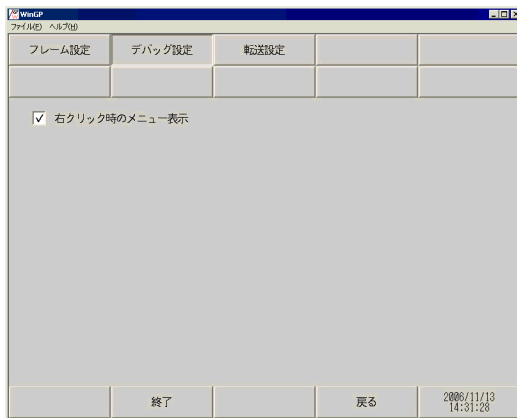 WinGP
ファイル(F) ヘルプ(H)
フレーム設定 デバッグ設定 転送設定
右クリック時のメニュー表示
終了 戻る 2006/11/13
14:31:28